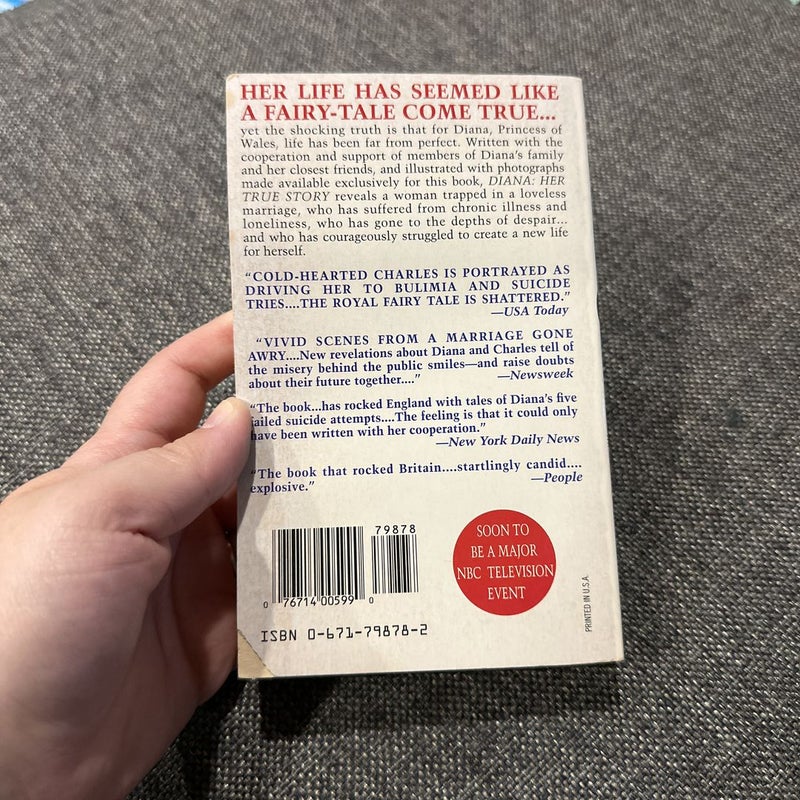 HER LIFE HAS SEEMED LIKE
A FAIRY-TALE COME TRUE...
yet the shocking truth is that for Diana, Princess of
Wales, life has been far from perfect. Written with the
cooperation and support of members of Diana's family
and her closest friends, and illustrated with photographs
made available exclusively for this book, DIANA: HER
TRUE STORY reveals a woman trapped in a loveless
marriage, who has suffered from chronic illness and
loneliness, who has gone to the depths of despair...
and who has courageously struggled to create a new life
for herself.
"COLD-HEARTED CHARLES IS PORTRAYED AS
DRIVING HER TO BULIMIA AND SUICIDE
TRIES....THE ROYAL FAIRY TALE IS SHATTERED."
—USA Today
"VIVID SCENES FROM A MARRIAGE GONE
AWRY....New revelations about Diana and Charles tell of
the misery behind the public smiles—and raise doubts
about their future together...." —Newsweek
"The book...has rocked England with tales of Diana's five
failed suicide attempts....The feeling is that it could only
have been written with her cooperation."
—New York Daily News
"The book that rocked Britain....startlingly candid....
explosive." —People
79878
0 76714 00599 0
ISBN 0-671-79878-2
SOON TO
BE A MAJOR
NBC TELEVISION
EVENT
PRINTED IN U.S.A.